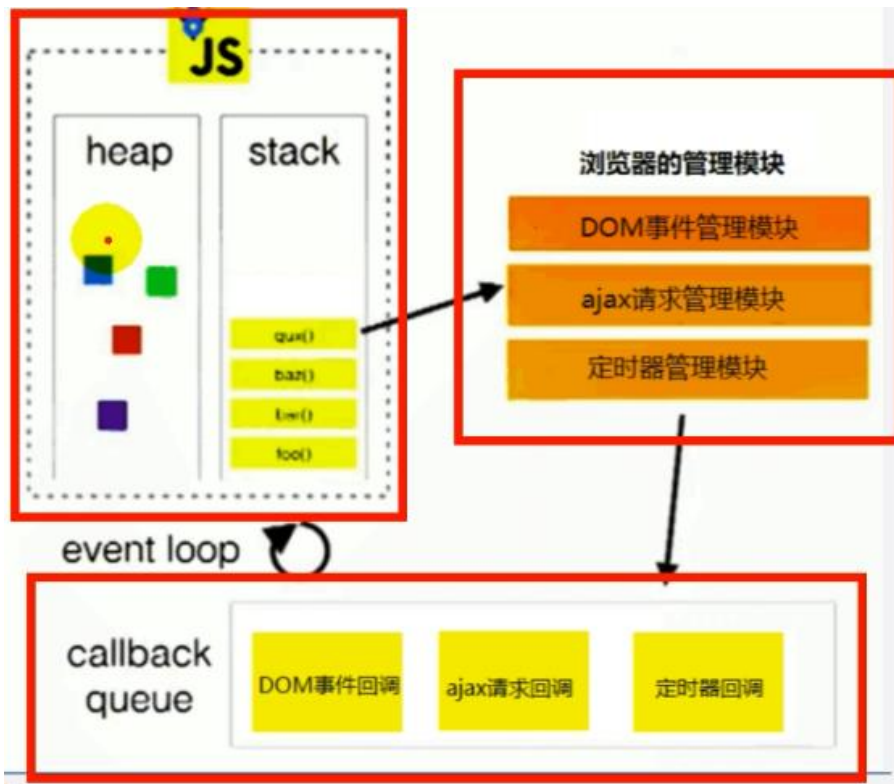 JS
heap
stack
浏览器的管理模块
DOM事件管理模块
ajax请求管理模块
定时器管理模块
qux()
baz()
bar()
foo()
event loop
callback
queue
DOM事件回调
ajax请求回调
定时器回调